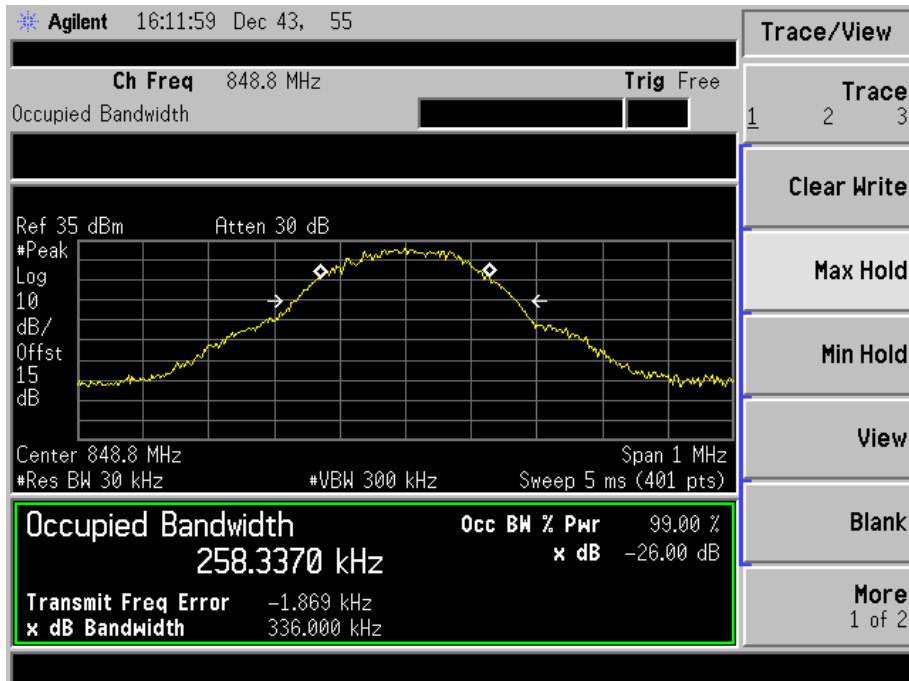 Agilent 16:11:59 Dec 43, 55
Trace/View
Ch Freq 848.8 MHz Trig Free
Occupied Bandwidth
Trace
1 2 3
Clear Write
Max Hold
Min Hold
View
Blank
More
1 of 2
Ref 35 dBm Atten 30 dB
#Peak
Log
10
dB/
Offst
15
dB
Center 848.8 MHz Span 1 MHz
#Res BW 30 kHz #VBW 300 kHz Sweep 5 ms (401 pts)
Occupied Bandwidth
258.3370 kHz
Occ BW % Pwr 99.00 %
x dB -26.00 dB
Transmit Freq Error -1.869 kHz
x dB Bandwidth 336.000 kHz